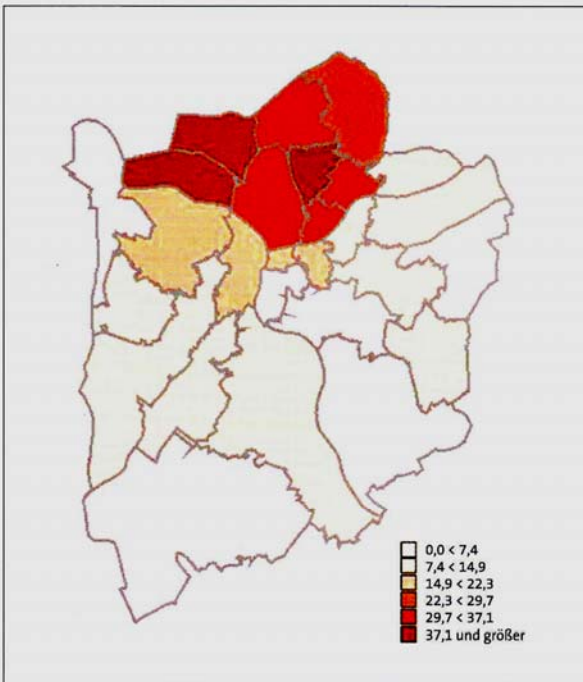 0,0 < 7,4
7,4 < 14,9
14,9 < 22,3
22,3 < 29,7
29,7 < 37,1
37,1 und größer